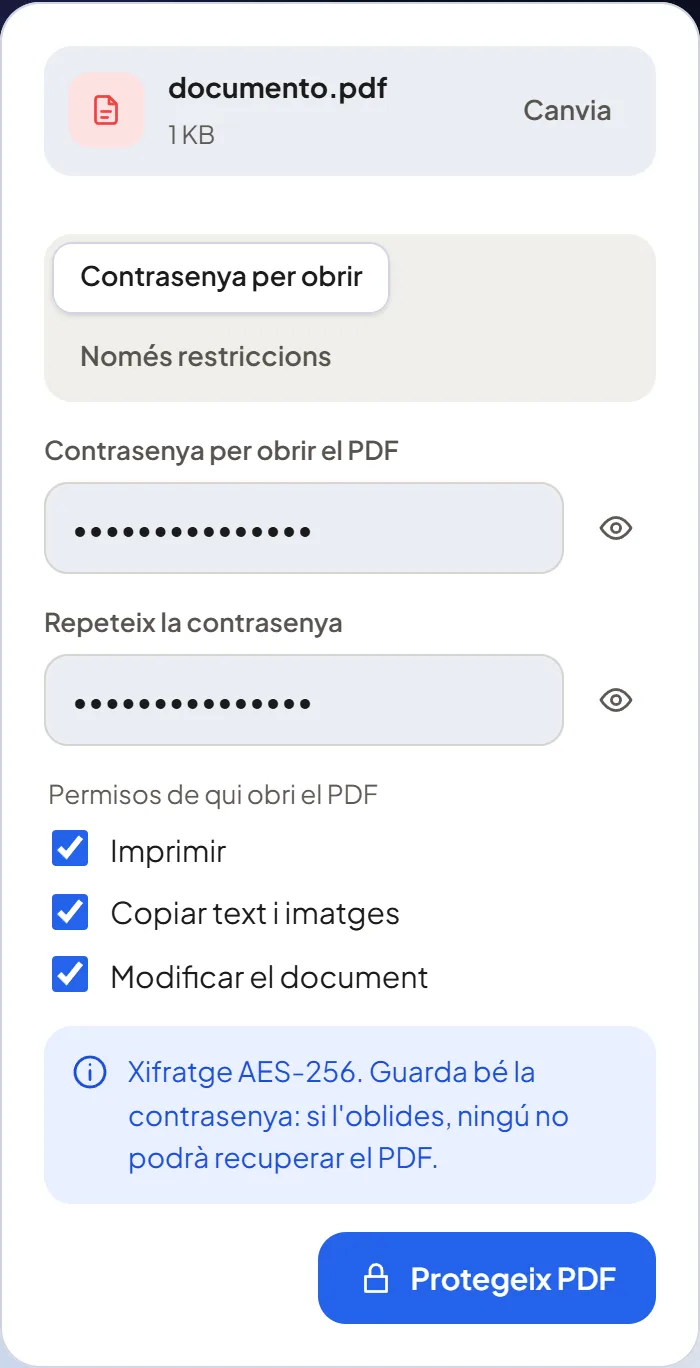 documento.pdf
1 KB
Canvia
Contrasenya per obrir
Només restriccions
Contrasenya per obrir el PDF
•••••••••••••••
Repeteix la contrasenya
•••••••••••••••
Permisos de qui obri el PDF
Imprimir
Copiar text i imatges
Modificar el document
Xifratge AES-256. Guarda bé la
contrasenya: si l'oblides, ningú no
podrà recuperar el PDF.
Protegeix PDF